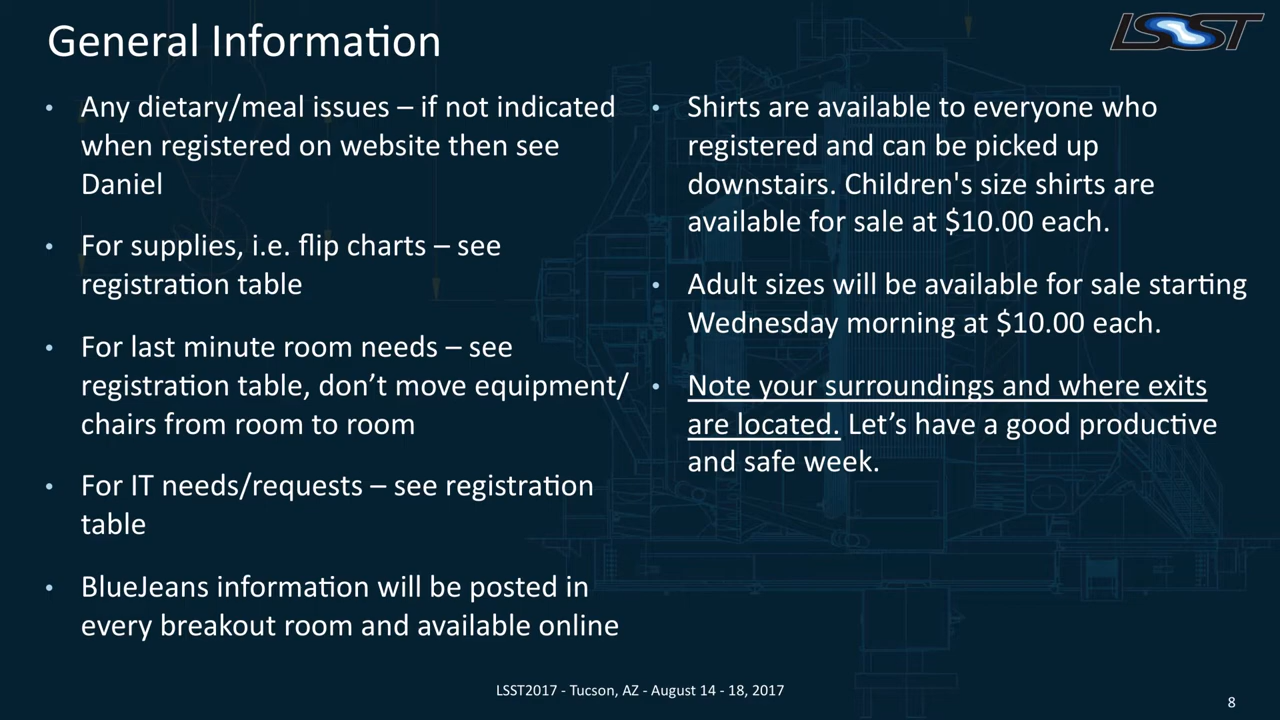 General Information
LSST
• Any dietary/meal issues – if not indicated
when registered on website then see
Daniel
• For supplies, i.e. flip charts – see
registration table
• For last minute room needs – see
registration table, don’t move equipment/
chairs from room to room
• For IT needs/requests – see registration
table
• BlueJeans information will be posted in
every breakout room and available online
• Shirts are available to everyone who
registered and can be picked up
downstairs. Children's size shirts are
available for sale at $10.00 each.
• Adult sizes will be available for sale starting
Wednesday morning at $10.00 each.
• Note your surroundings and where exits
are located. Let’s have a good productive
and safe week.
LSST2017 - Tucson, AZ - August 14 - 18, 2017
8